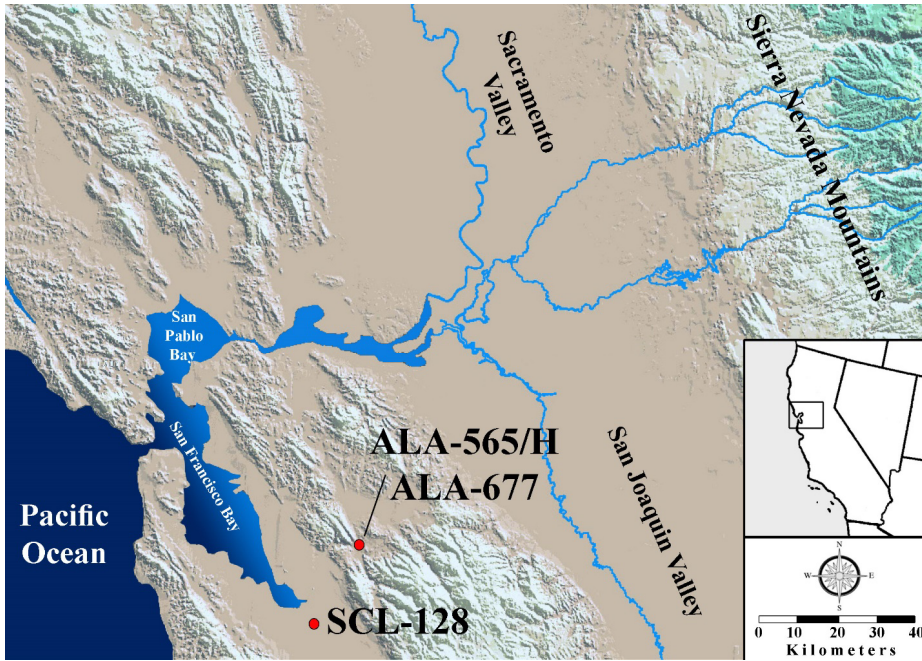 Sacramento
Valley
Sierra Nevada Mountains
San
Pablo
Bay
San Francisco Bay
ALA-565/H
ALA-677
San Joaquin Valley
Pacific
Ocean
SCL-128
N
W E
S
0 10 20 30 40
Kilometers